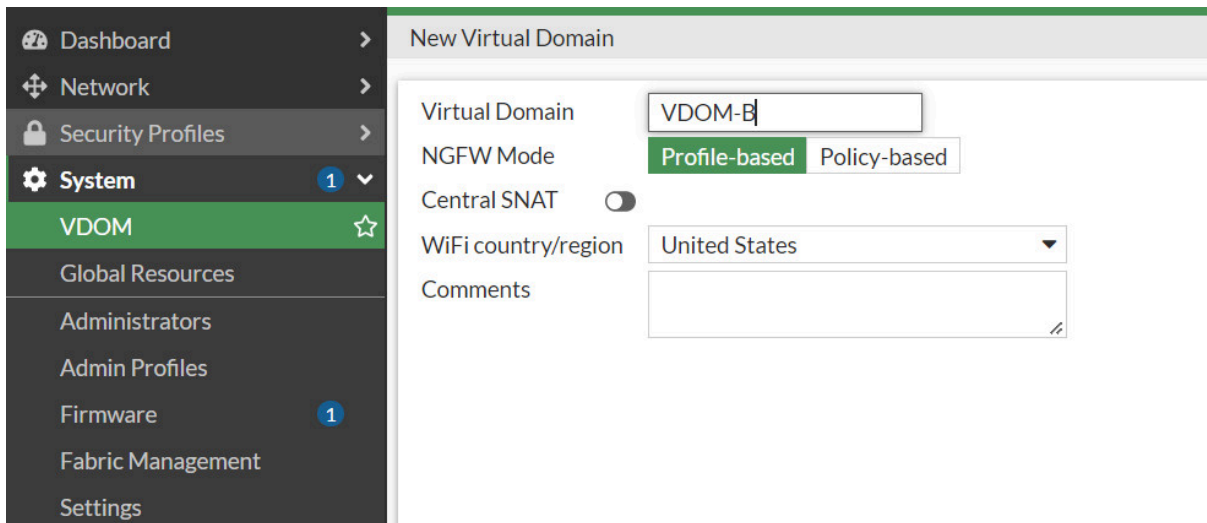 Dashboard
Network
Security Profiles
System 1
VDOM
Global Resources
Administrators
Admin Profiles
Firmware 1
Fabric Management
Settings
New Virtual Domain
Virtual Domain VDOM-B
NGFW Mode Profile-based Policy-based
Central SNAT
WiFi country/region United States
Comments